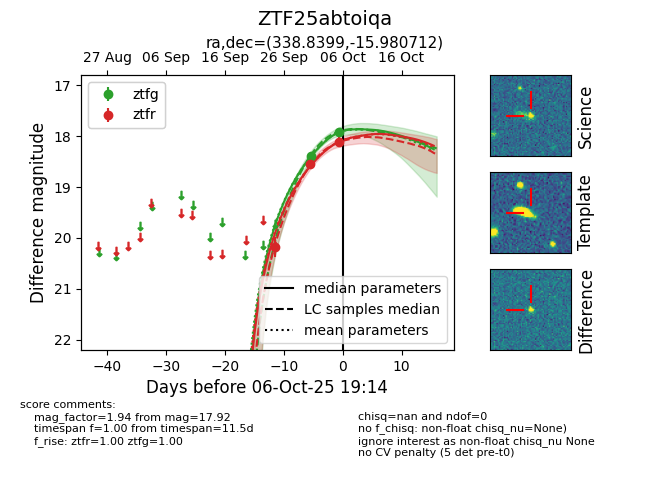 ZTF25abtoiqa
ra,dec=(338.8399,-15.980712)
27 Aug 06 Sep 16 Sep 26 Sep 06 Oct 16 Oct
ztfg
ztfr
17
18
19
20
21
22
Difference magnitude
median parameters
LC samples median
mean parameters
−40 −30 −20 −10 0 10
Days before 06-Oct-25 19:14
Science
Template
Difference
score comments:
mag_factor=1.94 from mag=17.92
timespan f=1.00 from timespan=11.5d
f_rise: ztfr=1.00 ztfg=1.00
chisq=nan and ndof=0
no f_chisq: non-float chisq_nu=None)
ignore interest as non-float chisq_nu None
no CV penalty (5 det pre-t0)